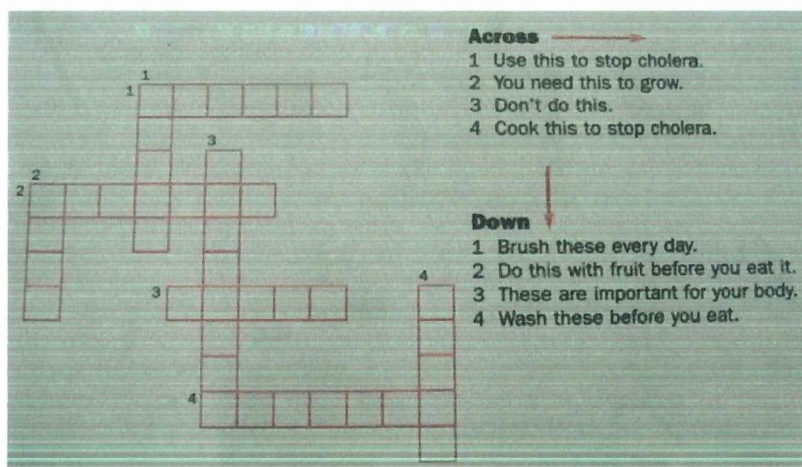 Across
1 Use this to stop cholera.
2 You need this to grow.
3 Don't do this.
4 Cook this to stop cholera.
Down
1 Brush these every day.
2 Do this with fruit before you eat it.
3 These are important for your body.
4 Wash these before you eat.
1
1
3
2
2
3
4
4